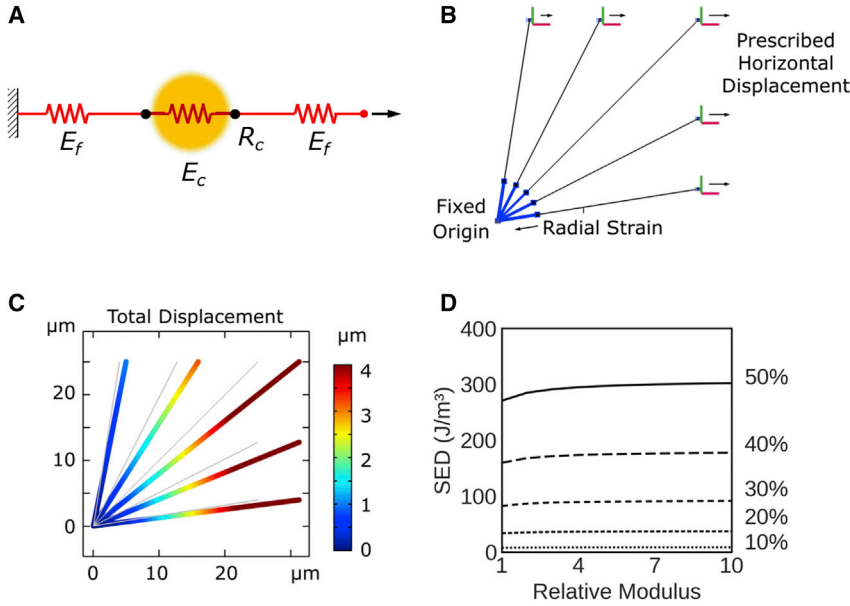 A
E_f
E_c
R_c
E_f
B
Prescribed
Horizontal
Displacement
Fixed
Origin
Radial Strain
C
Total Displacement
µm
20
10
0
0
10
20
µm
µm
4
3
2
1
0
D
SED (J/m³)
400
300
200
100
0
1
4
7
10
Relative Modulus
50%
40%
30%
20%
10%